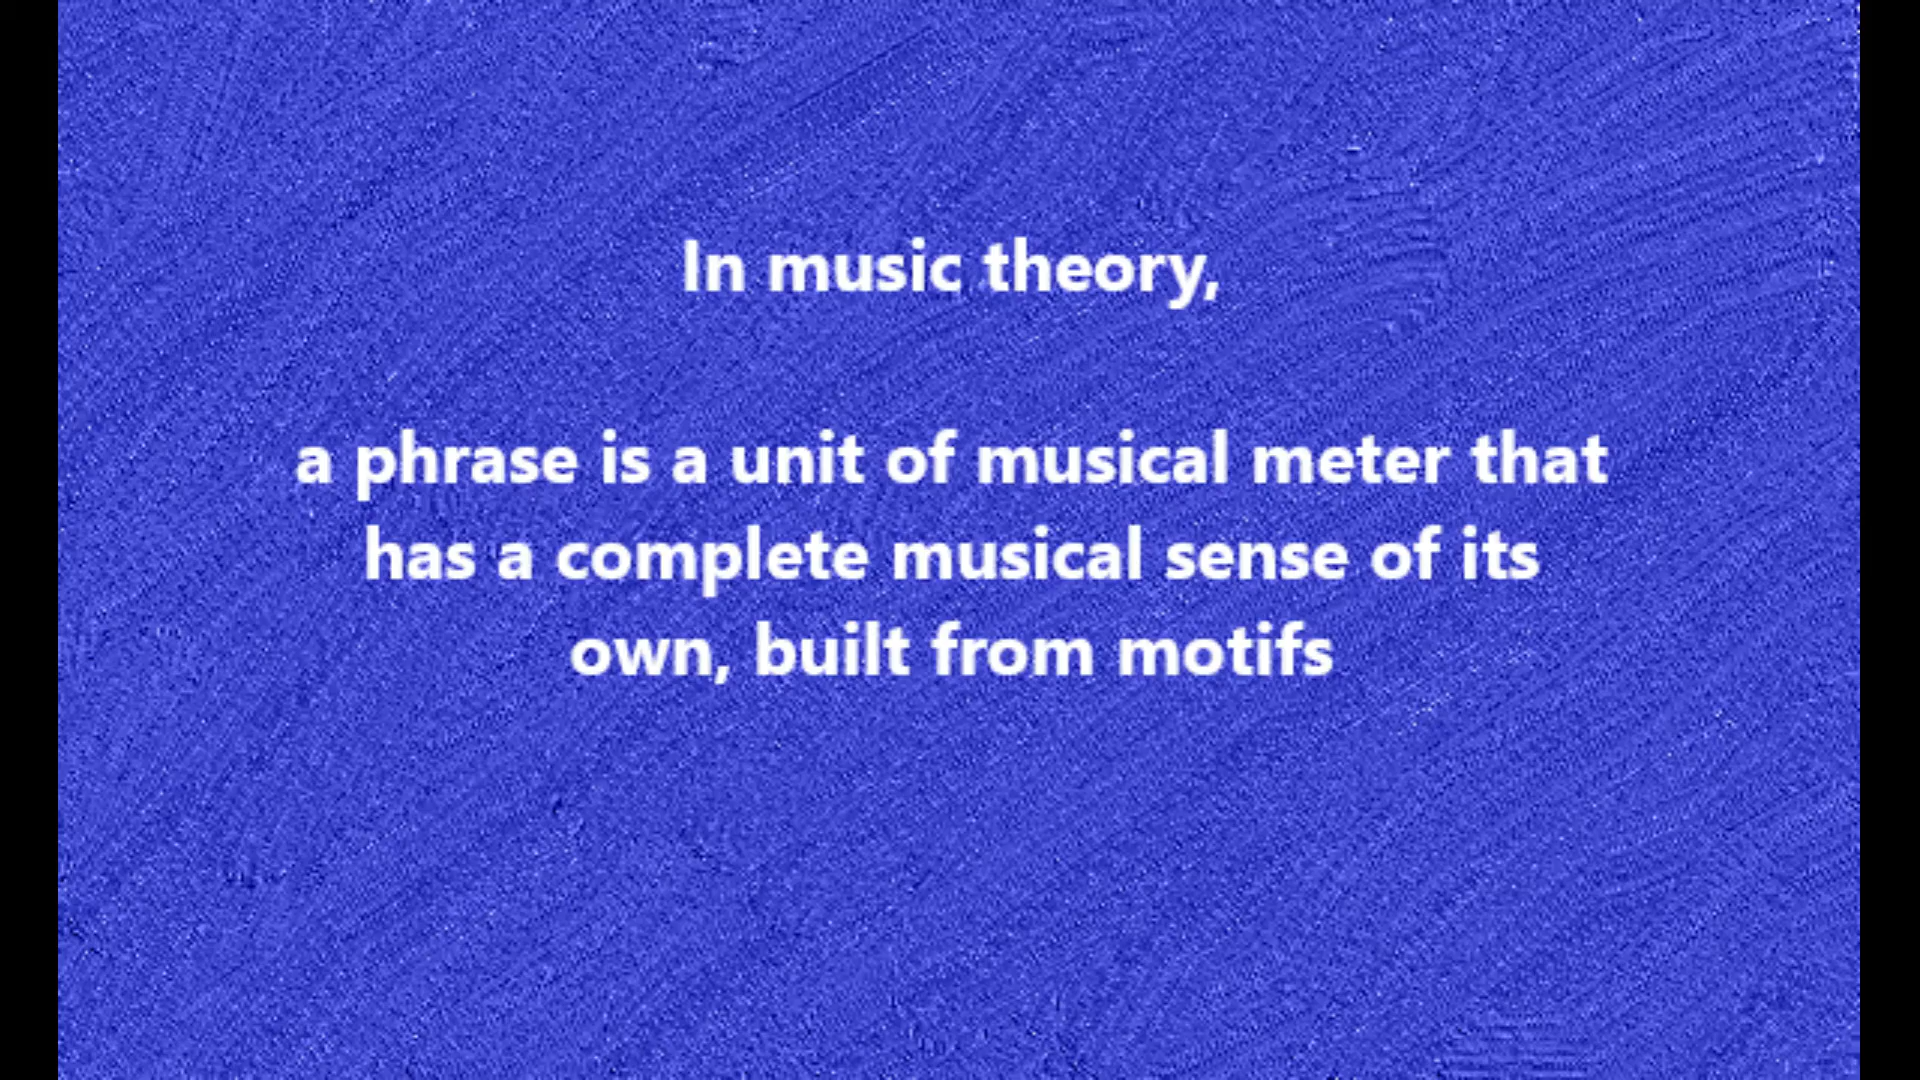 In music theory,
a phrase is a unit of musical meter that
has a complete musical sense of its
own, built from motifs